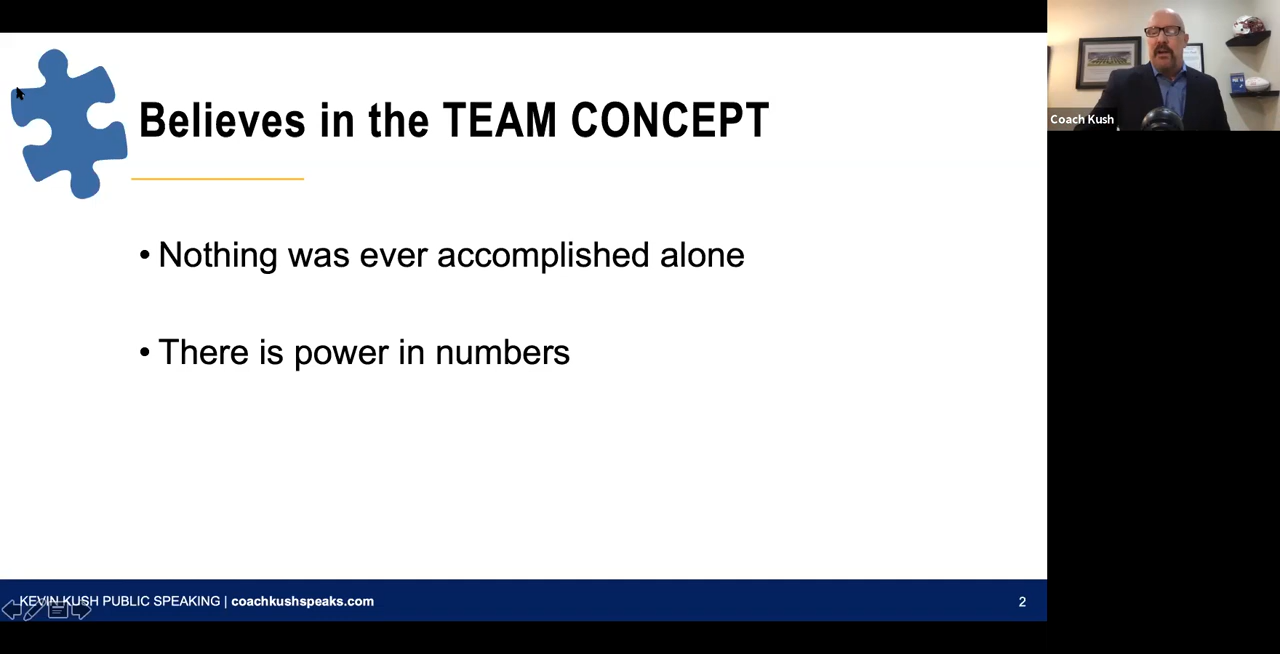 Believes in the TEAM CONCEPT
• Nothing was ever accomplished alone
• There is power in numbers
KEVIN KUSH PUBLIC SPEAKING | coachkushspeaks.com
2
Coach Kush